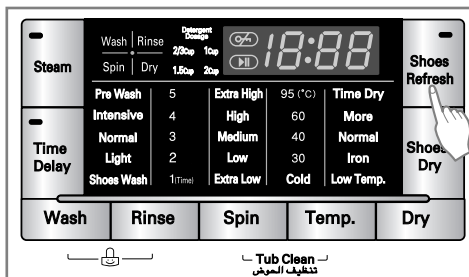 Wash Rinse
Spin Dry
Detergent Dosage
2/3cup 1cup
1.5cup 2cup
18:88
Steam
Shoes Refresh
Time Delay
Shoes Dry
Pre Wash 5 Extra High 95 (°C) Time Dry
Intensive 4 High 60 More
Normal 3 Medium 40 Normal
Light 2 Low 30 Iron
Shoes Wash 1(Time) Extra Low Cold Low Temp.
Wash Rinse Spin Temp. Dry
Tub Clean
تنظيف الحوض